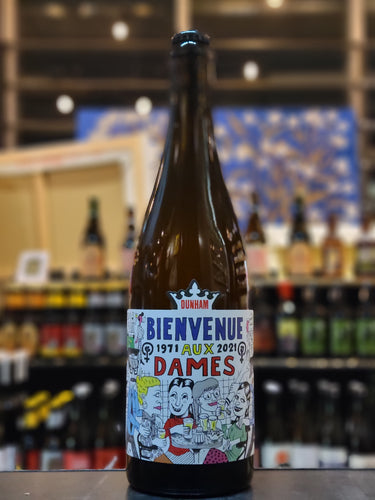 DUNHAM
BIENVENUE
1971 AUX 2021
DAMES